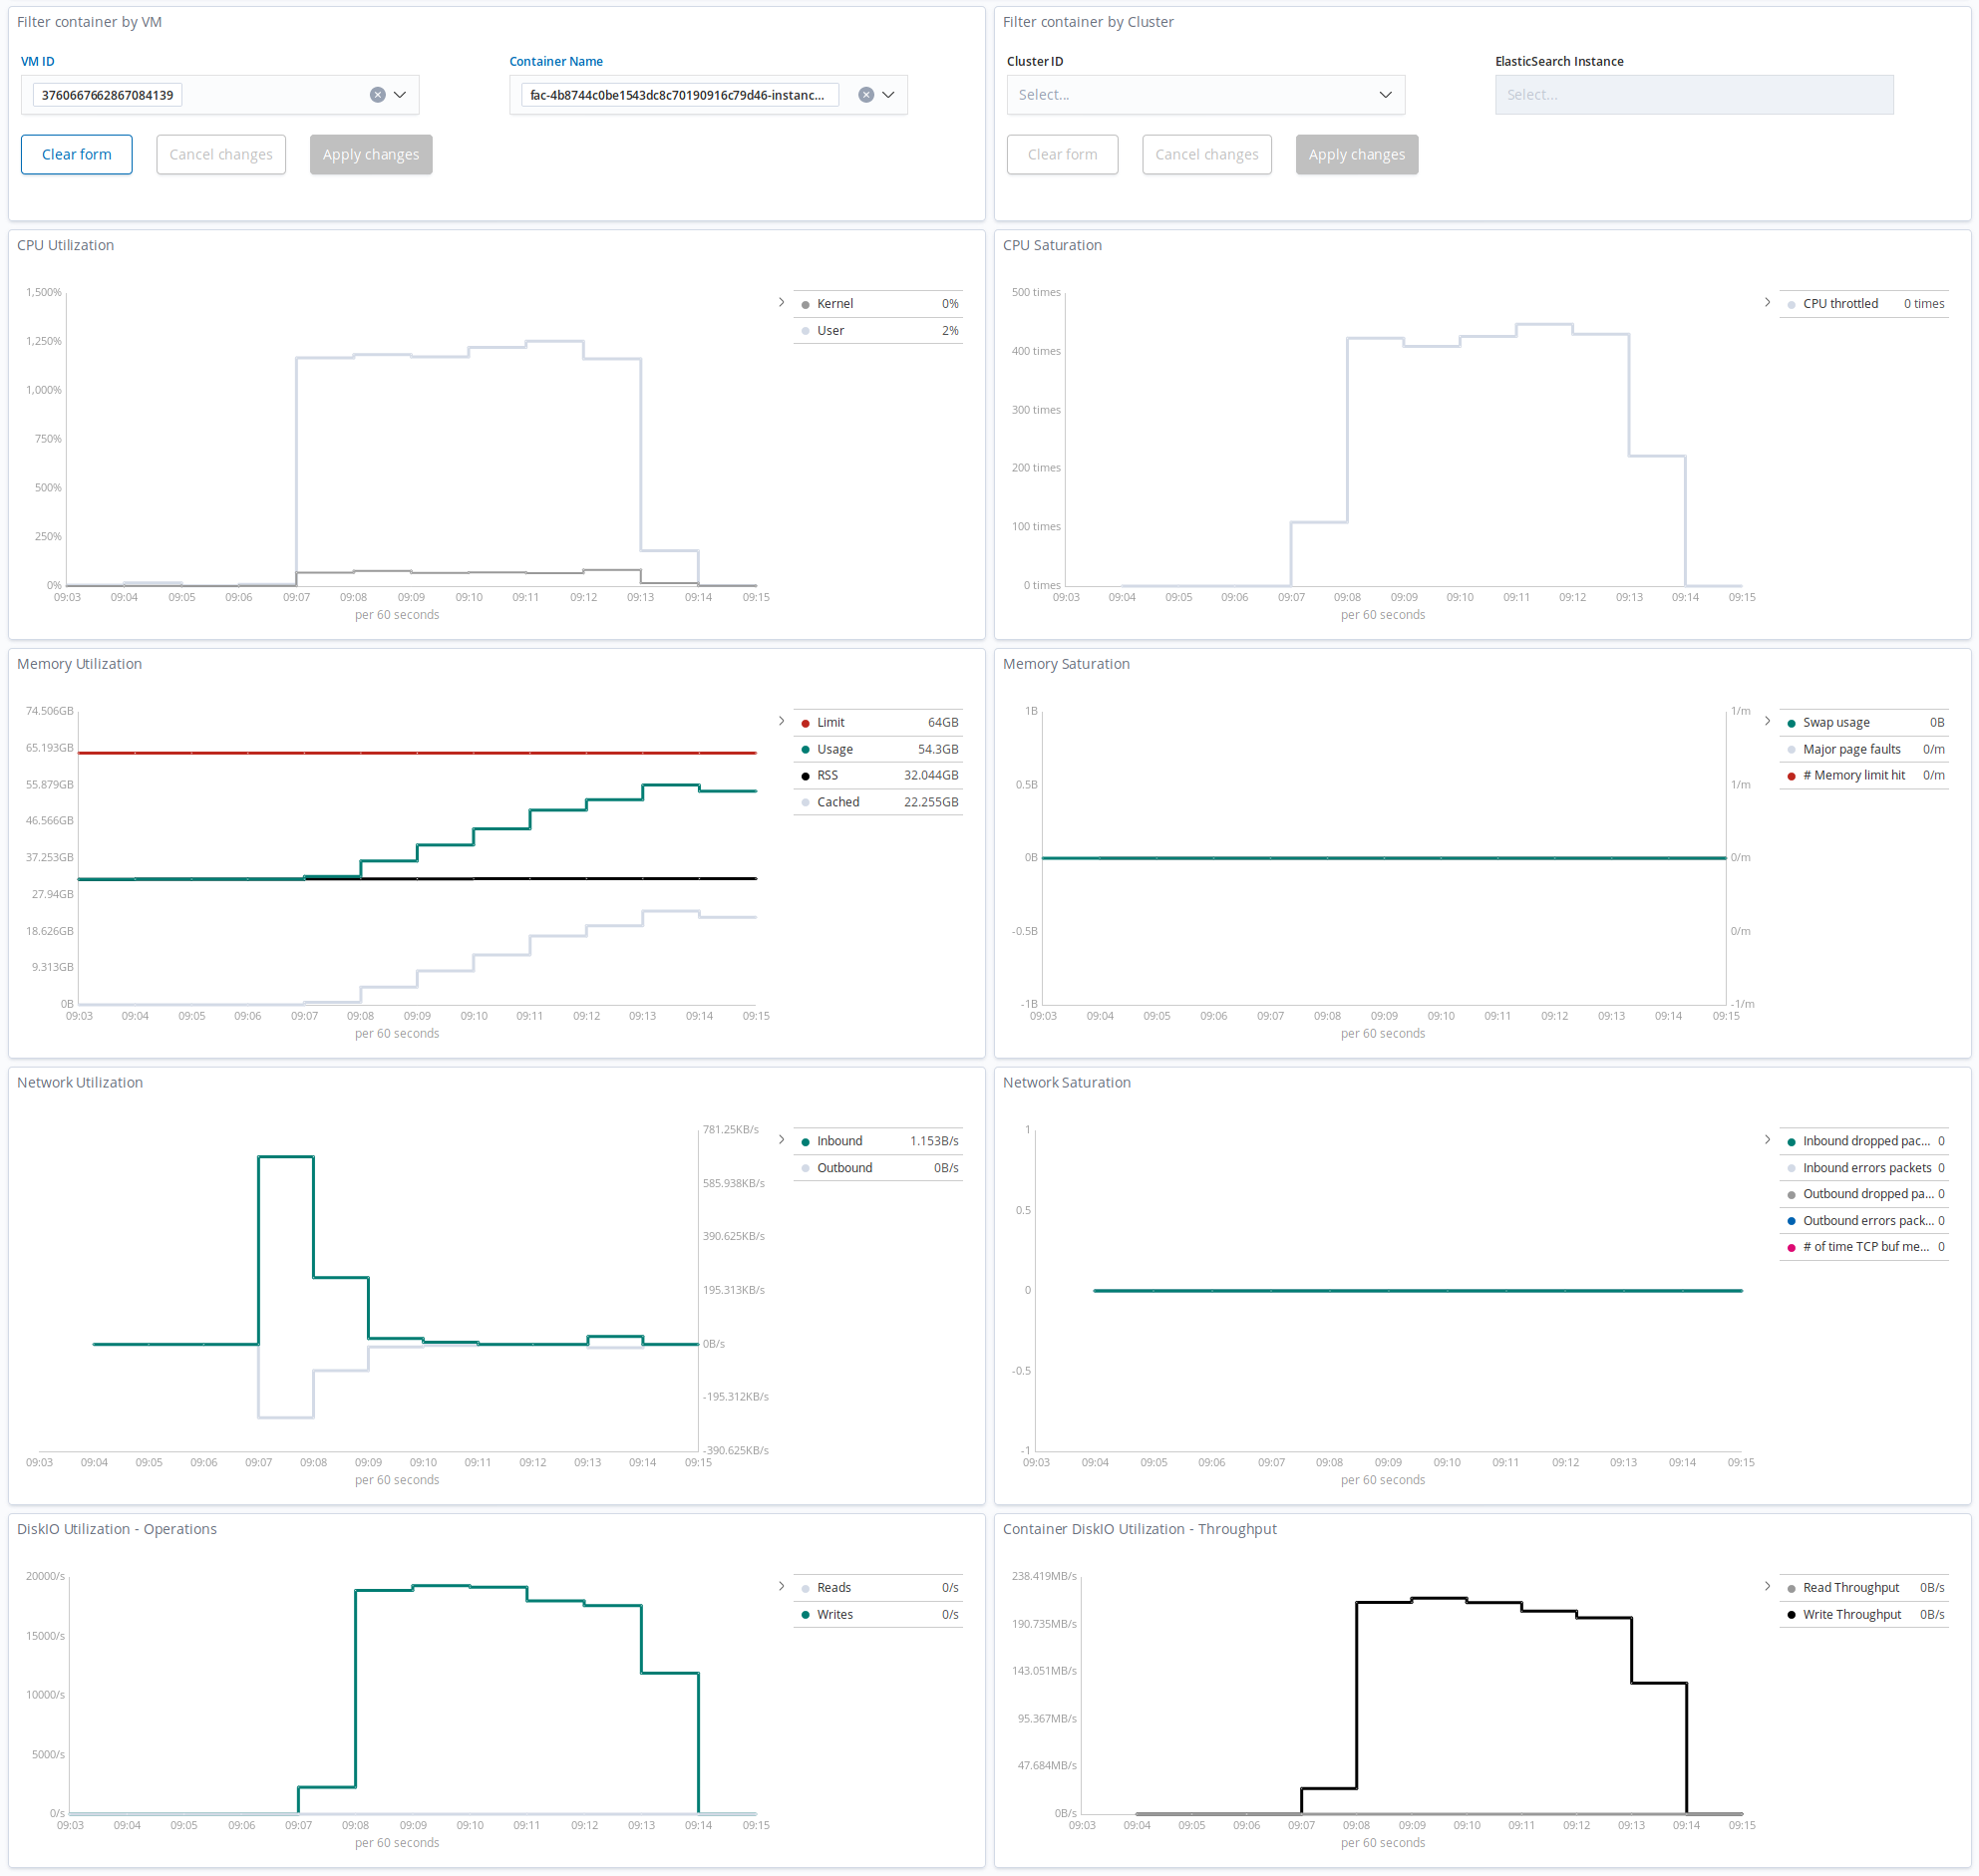 Filter container by VM
VM ID
Container Name
3760667662867084139
fac-4b8744c0be1543dc8c70190916c79d46-instanc...
Clear form
Cancel changes
Apply changes
Filter container by Cluster
Cluster ID
ElasticSearch Instance
Select...
Select...
Clear form
Cancel changes
Apply changes
CPU Utilization
1,500%
1,250%
1,000%
750%
500%
250%
0%
09:03 09:04 09:05 09:06 09:07 09:08 09:09 09:10 09:11 09:12 09:13 09:14 09:15
per 60 seconds
Kernel 0%
User 2%
CPU Saturation
500 times
400 times
300 times
200 times
100 times
0 times
09:03 09:04 09:05 09:06 09:07 09:08 09:09 09:10 09:11 09:12 09:13 09:14 09:15
per 60 seconds
CPU throttled 0 times
Memory Utilization
74.506GB
65.193GB
55.879GB
46.566GB
37.253GB
27.94GB
18.626GB
9.313GB
0B
09:03 09:04 09:05 09:06 09:07 09:08 09:09 09:10 09:11 09:12 09:13 09:14 09:15
per 60 seconds
Limit 64GB
Usage 54.3GB
RSS 32.044GB
Cached 22.255GB
Memory Saturation
1B
0.5B
0B
-0.5B
-1B
1/m
1/m
0/m
0/m
-1/m
09:03 09:04 09:05 09:06 09:07 09:08 09:09 09:10 09:11 09:12 09:13 09:14 09:15
per 60 seconds
Swap usage 0B
Major page faults 0/m
# Memory limit hit 0/m
Network Utilization
781.25KB/s
585.938KB/s
390.625KB/s
195.313KB/s
0B/s
-195.312KB/s
-390.625KB/s
09:03 09:04 09:05 09:06 09:07 09:08 09:09 09:10 09:11 09:12 09:13 09:14 09:15
per 60 seconds
Inbound 1.153B/s
Outbound 0B/s
Network Saturation
1
0.5
0
-0.5
-1
09:03 09:04 09:05 09:06 09:07 09:08 09:09 09:10 09:11 09:12 09:13 09:14 09:15
per 60 seconds
Inbound dropped pac... 0
Inbound errors packets 0
Outbound dropped pa... 0
Outbound errors pack... 0
# of time TCP buf me... 0
DiskIO Utilization - Operations
20000/s
15000/s
10000/s
5000/s
0/s
09:03 09:04 09:05 09:06 09:07 09:08 09:09 09:10 09:11 09:12 09:13 09:14 09:15
per 60 seconds
Reads 0/s
Writes 0/s
Container DiskIO Utilization - Throughput
238.419MB/s
190.735MB/s
143.051MB/s
95.367MB/s
47.684MB/s
0B/s
09:03 09:04 09:05 09:06 09:07 09:08 09:09 09:10 09:11 09:12 09:13 09:14 09:15
per 60 seconds
Read Throughput 0B/s
Write Throughput 0B/s